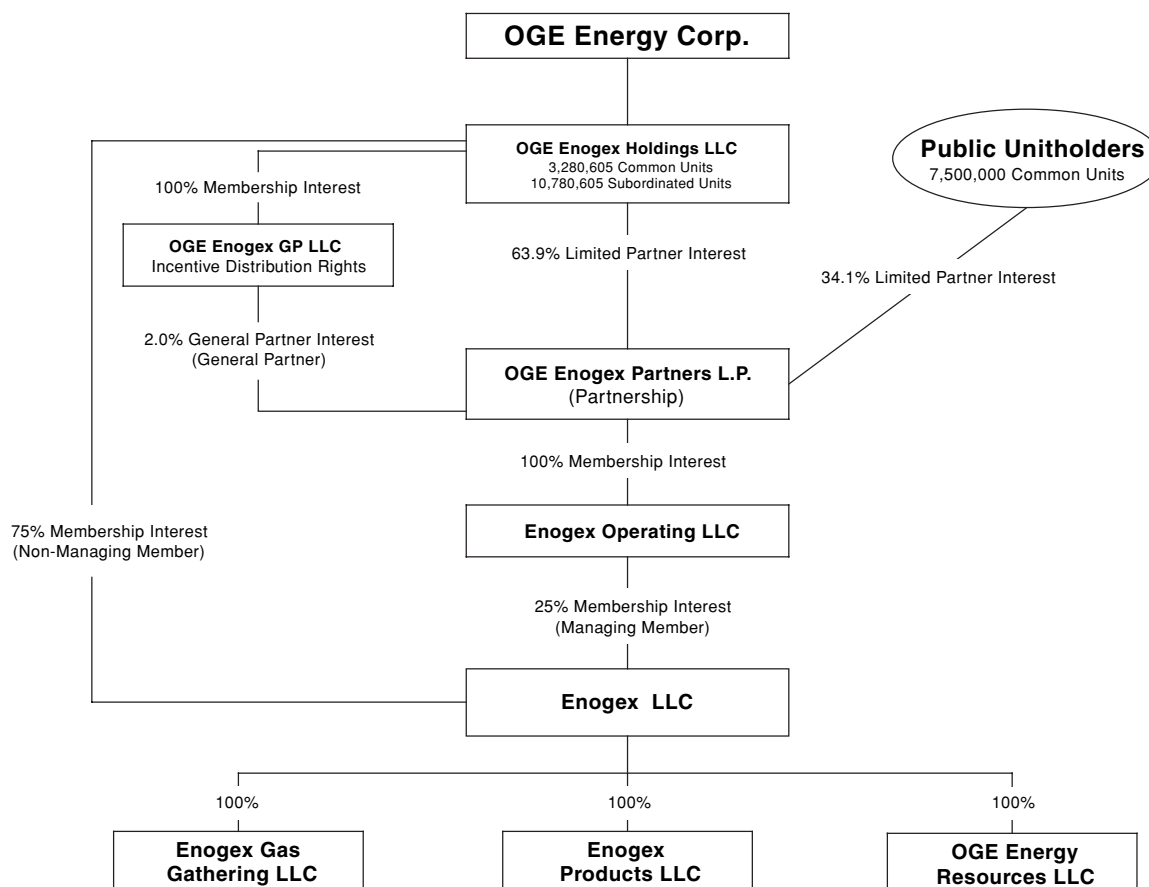 OGE Energy Corp.
OGE Enogex Holdings LLC
3,280,605 Common Units
10,780,605 Subordinated Units
Public Unitholders
7,500,000 Common Units
100% Membership Interest
OGE Enogex GP LLC
Incentive Distribution Rights
63.9% Limited Partner Interest
34.1% Limited Partner Interest
2.0% General Partner Interest
(General Partner)
OGE Enogex Partners L.P.
(Partnership)
100% Membership Interest
75% Membership Interest
(Non-Managing Member)
Enogex Operating LLC
25% Membership Interest
(Managing Member)
Enogex LLC
100%
100%
100%
Enogex Gas
Gathering LLC
Enogex
Products LLC
OGE Energy
Resources LLC